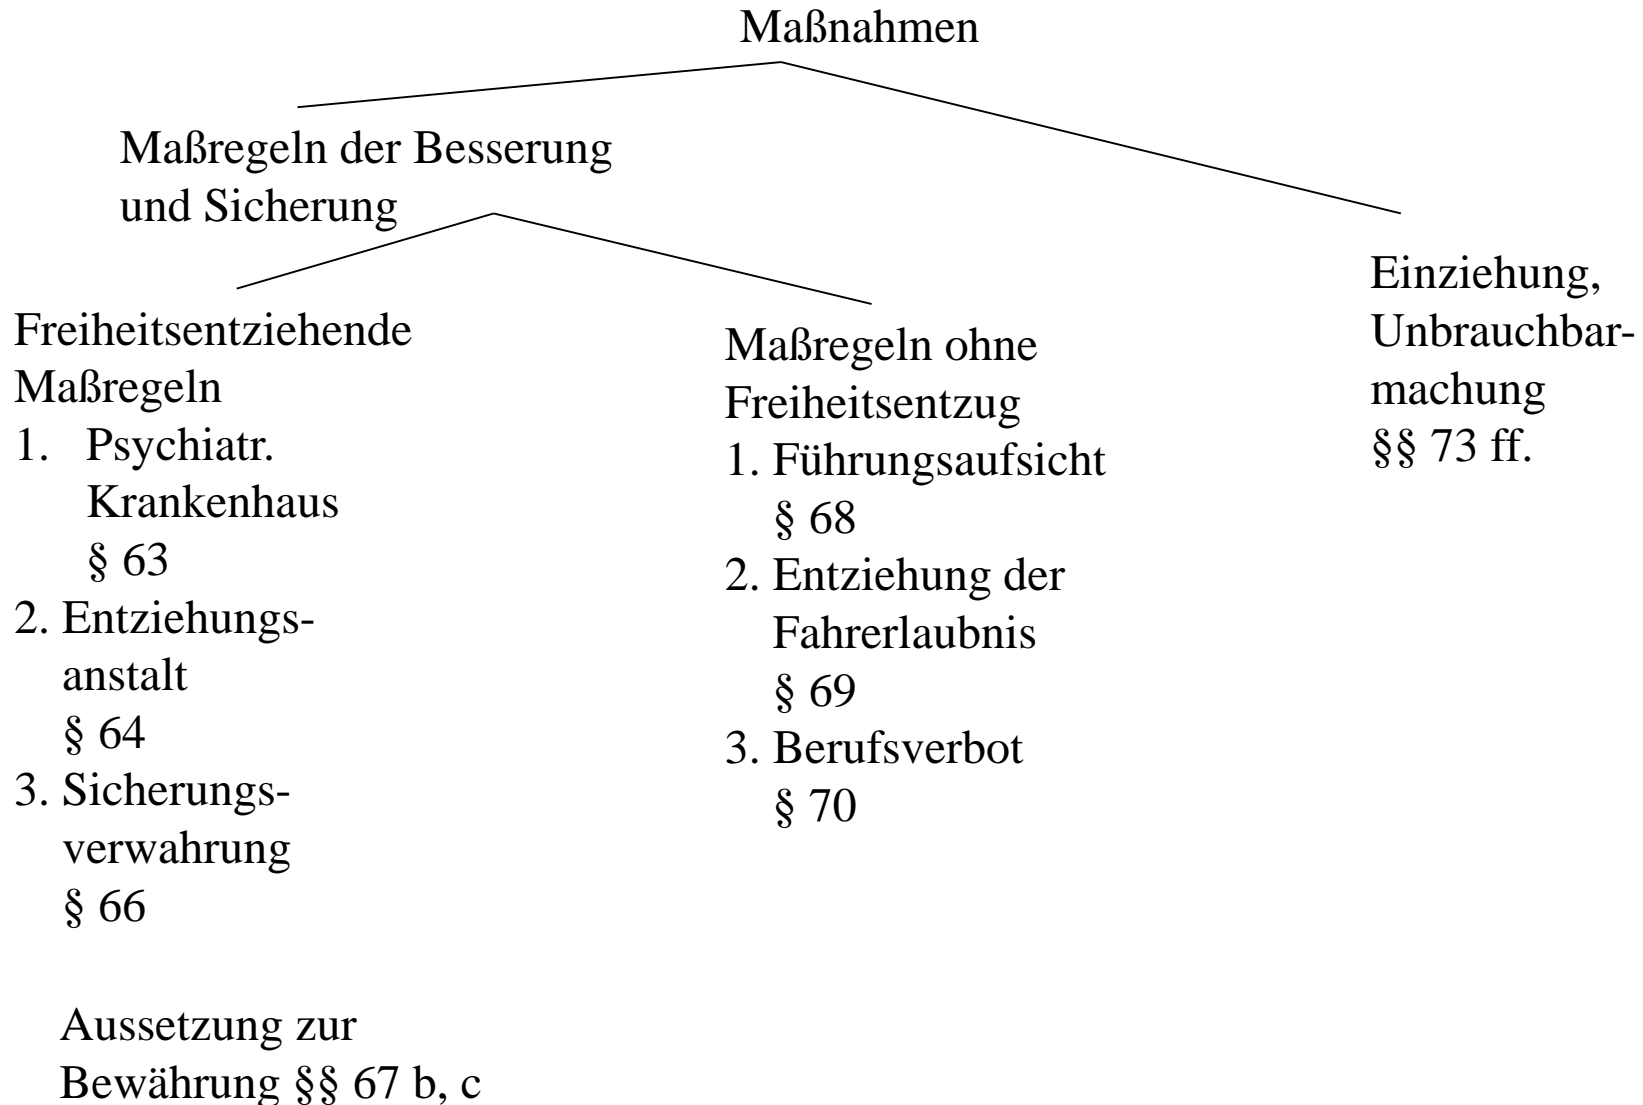 Maßnahmen
Maßregeln der Besserung
und Sicherung
Freiheitsentziehende
Maßregeln
1. Psychiatr.
Krankenhaus
§ 63
2. Entziehungs-
anstalt
§ 64
3. Sicherungs-
verwahrung
§ 66
Aussetzung zur
Bewährung §§ 67 b, c
Maßregeln ohne
Freiheitsentzug
1. Führungsaufsicht
§ 68
2. Entziehung der
Fahrerlaubnis
§ 69
3. Berufsverbot
§ 70
Einziehung,
Unbrauchbar-
machung
§§ 73 ff.